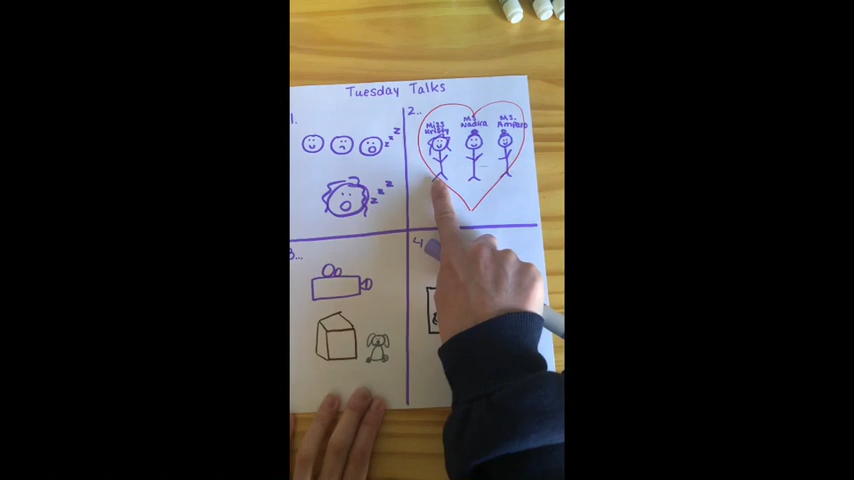 Tuesday Talks
1.
z z z
z z z
2..
Miss Kristy
Ms. Nadira
Ms. Amparo
3...
4